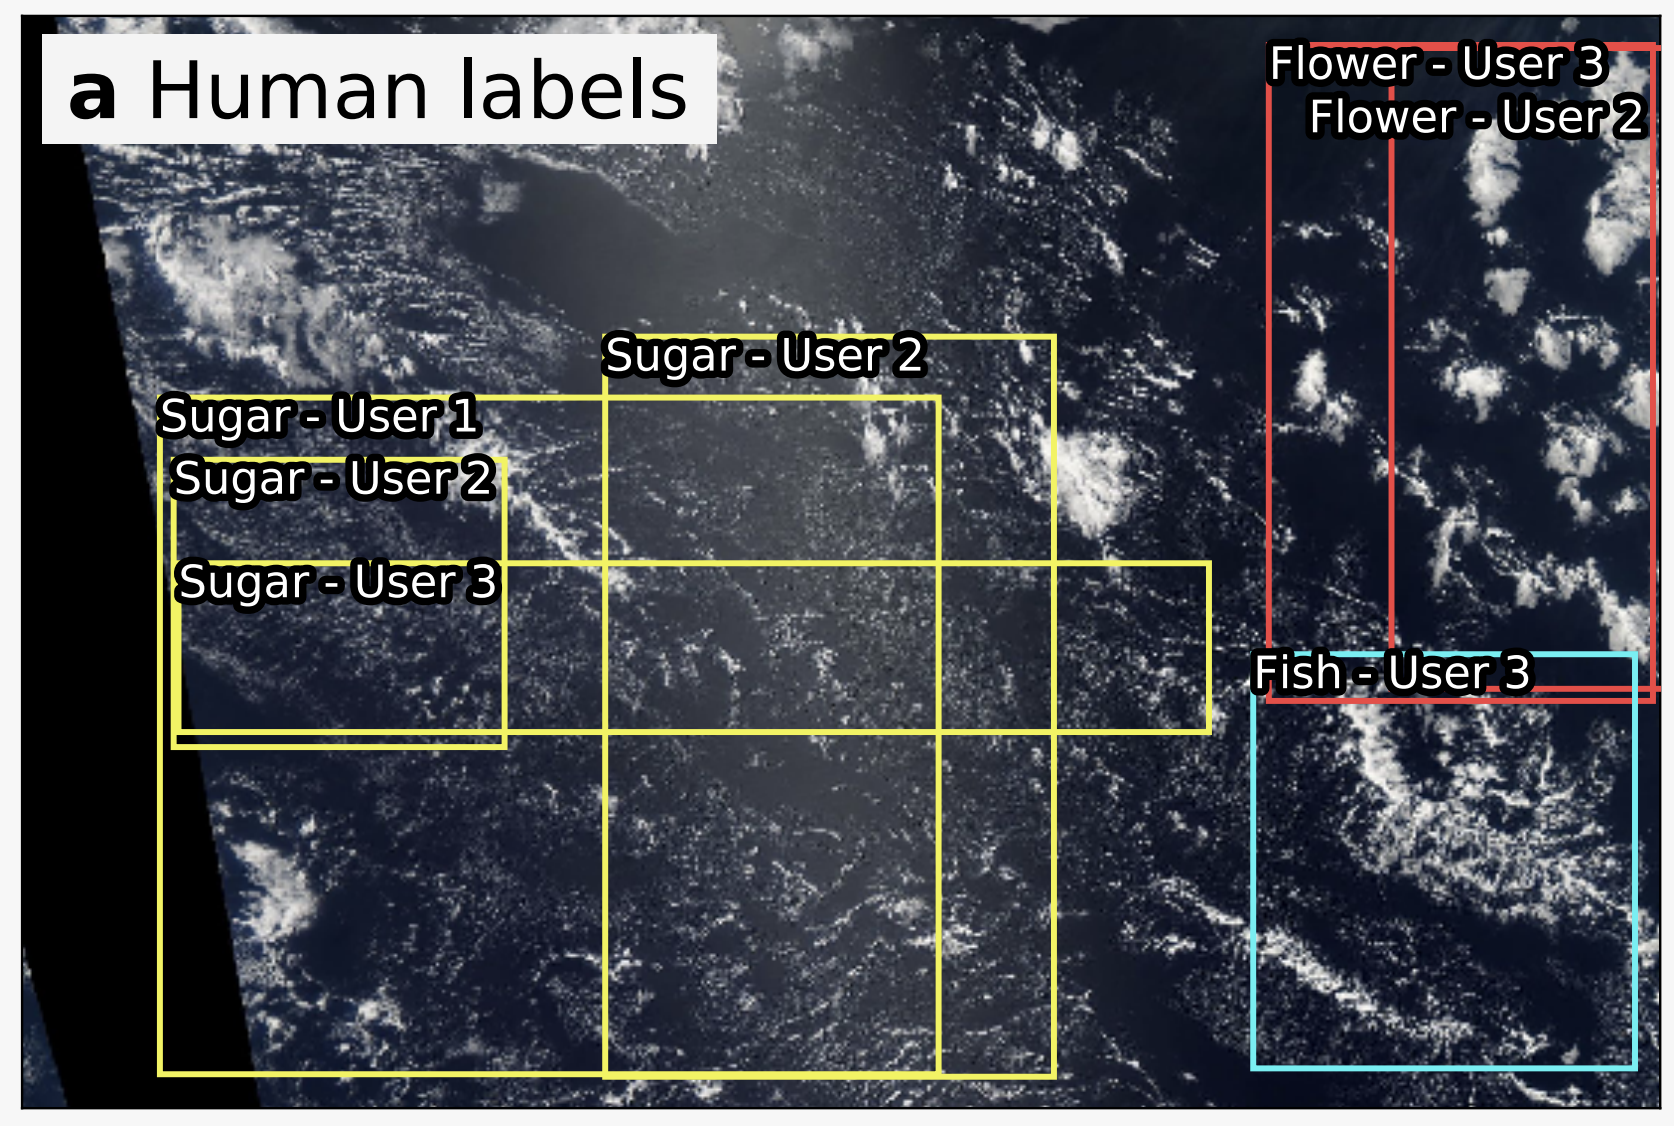 a Human labels
Flower - User 3
Flower - User 2
Sugar - User 2
Sugar - User 1
Sugar - User 2
Sugar - User 3
Fish - User 3